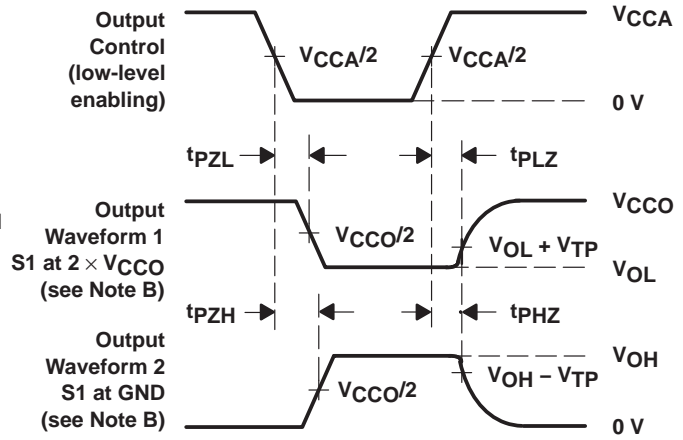 Output
Control
(low-level
enabling)
VCCA/2
VCCA/2
VCCA
0 V
tPZL
tPLZ
Output
Waveform 1
S1 at 2 × VCCO
(see Note B)
VCCO/2
VCCO
VOL + VTP
VOL
tPZH
tPHZ
Output
Waveform 2
S1 at GND
(see Note B)
VCCO/2
VOH
VOH − VTP
0 V